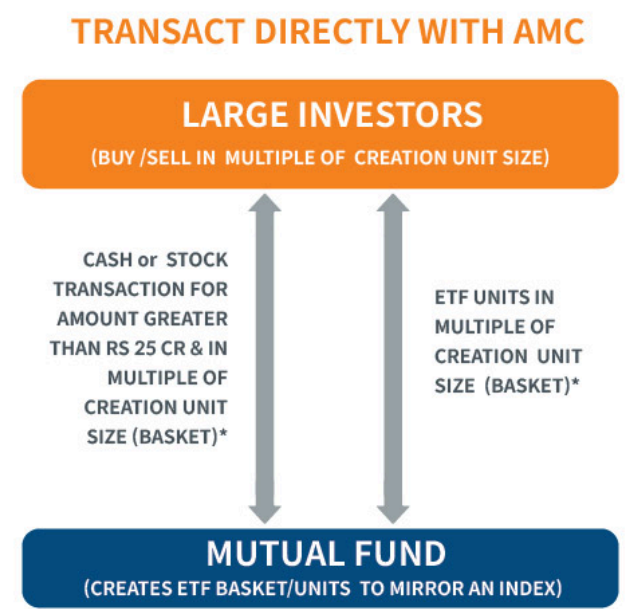 TRANSACT DIRECTLY WITH AMC
LARGE INVESTORS
(BUY /SELL IN MULTIPLE OF CREATION UNIT SIZE)
CASH or STOCK
TRANSACTION FOR
AMOUNT GREATER
THAN RS 25 CR & IN
MULTIPLE OF
CREATION UNIT
SIZE (BASKET)*
ETF UNITS IN
MULTIPLE OF
CREATION UNIT
SIZE (BASKET)*
MUTUAL FUND
(CREATES ETF BASKET/UNITS TO MIRROR AN INDEX)